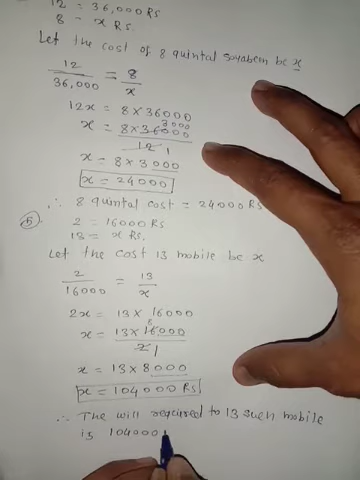 12 = 36,000 Rs
8 = x Rs.
Let the cost of 8 quintal soyabem be x
12/36,000 = 8/x
12x = 8 x 36000
x = 8 x 36000 3000
12 1
x = 8 x 3000
x = 24000
∴ 8 quintal cost = 24000 Rs
5) 2 = 16000 Rs
13 = x Rs.
Let the cost 13 mobile be x
2/16000 = 13/x
2x = 13 x 16000
x = 13 x 16000 8
2 1
x = 13 x 8000
x = 104000 Rs
∴ The will required to 13 such mobile
is 104000